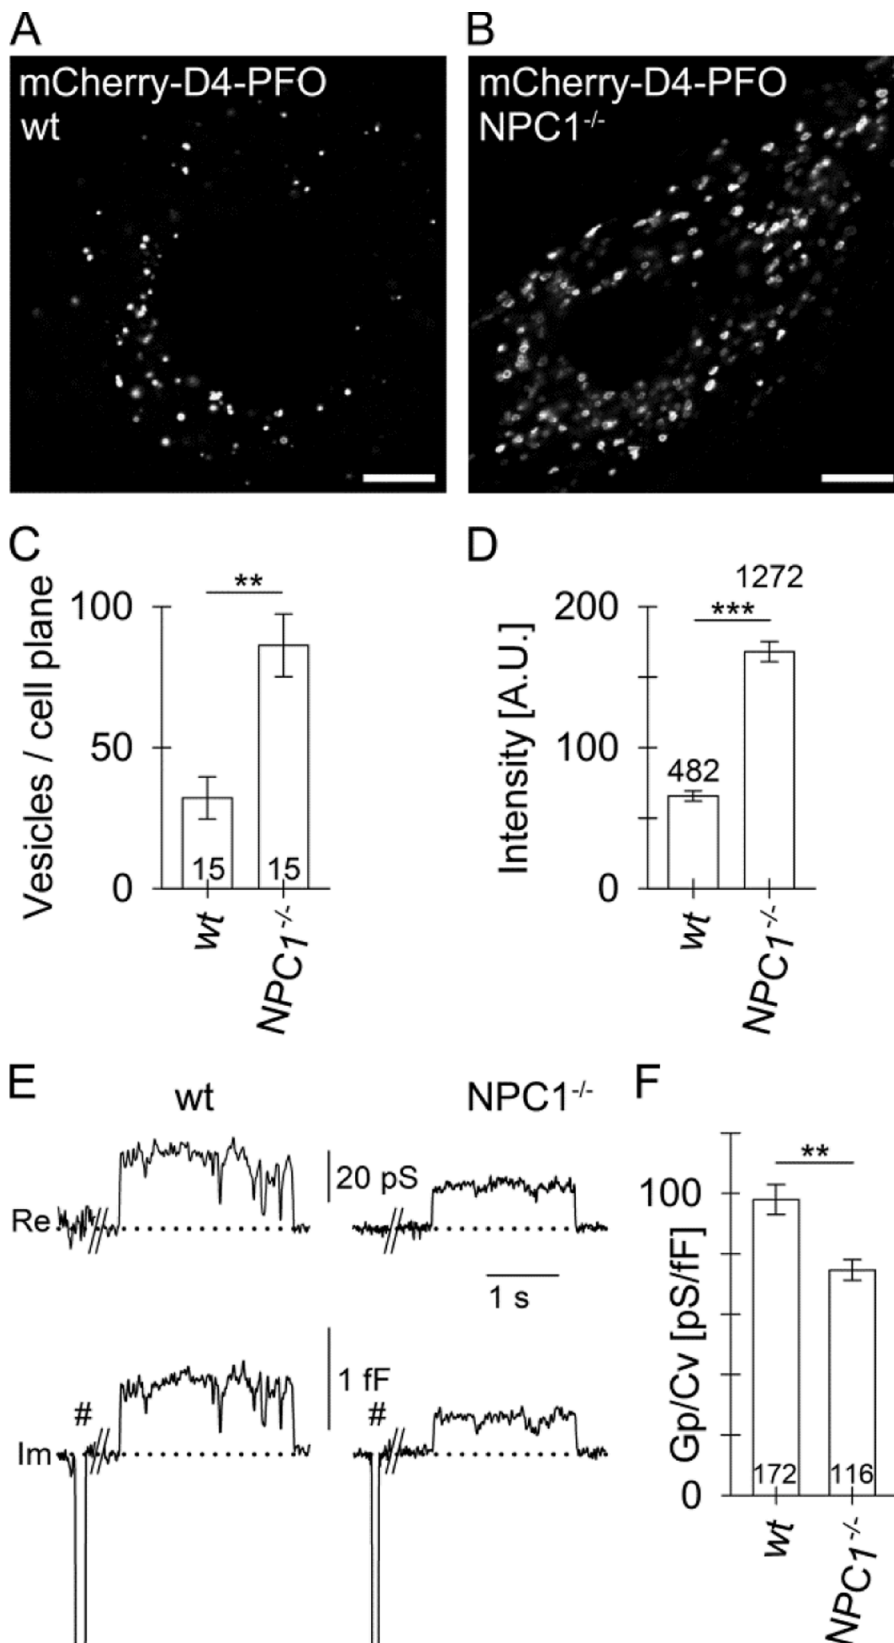 A
mCherry-D4-PFO
wt
B
mCherry-D4-PFO
NPC1-/-
C
Vesicles / cell plane
100
50
0
**
15
15
wt
NPC1-/-
D
Intensity [A.U.]
200
100
0
1272
***
482
wt
NPC1-/-
E
wt
NPC1-/-
Re
20 pS
1 s
1 fF
#
#
Im
F
Gp/Cv [pS/fF]
100
0
**
172
116
wt
NPC1-/-